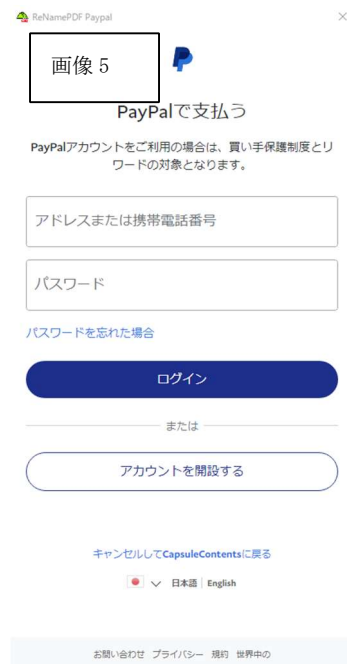 ReNamePDF Paypal
画像 5
PayPalで支払う
PayPalアカウントをご利用の場合は、買い手保護制度とリ
ワードの対象となります。
アドレスまたは携帯電話番号
パスワード
パスワードを忘れた場合
ログイン
または
アカウントを開設する
キャンセルしてCapsuleContentsに戻る
日本語 | English
お問い合わせ プライバシー 規約 世界中の